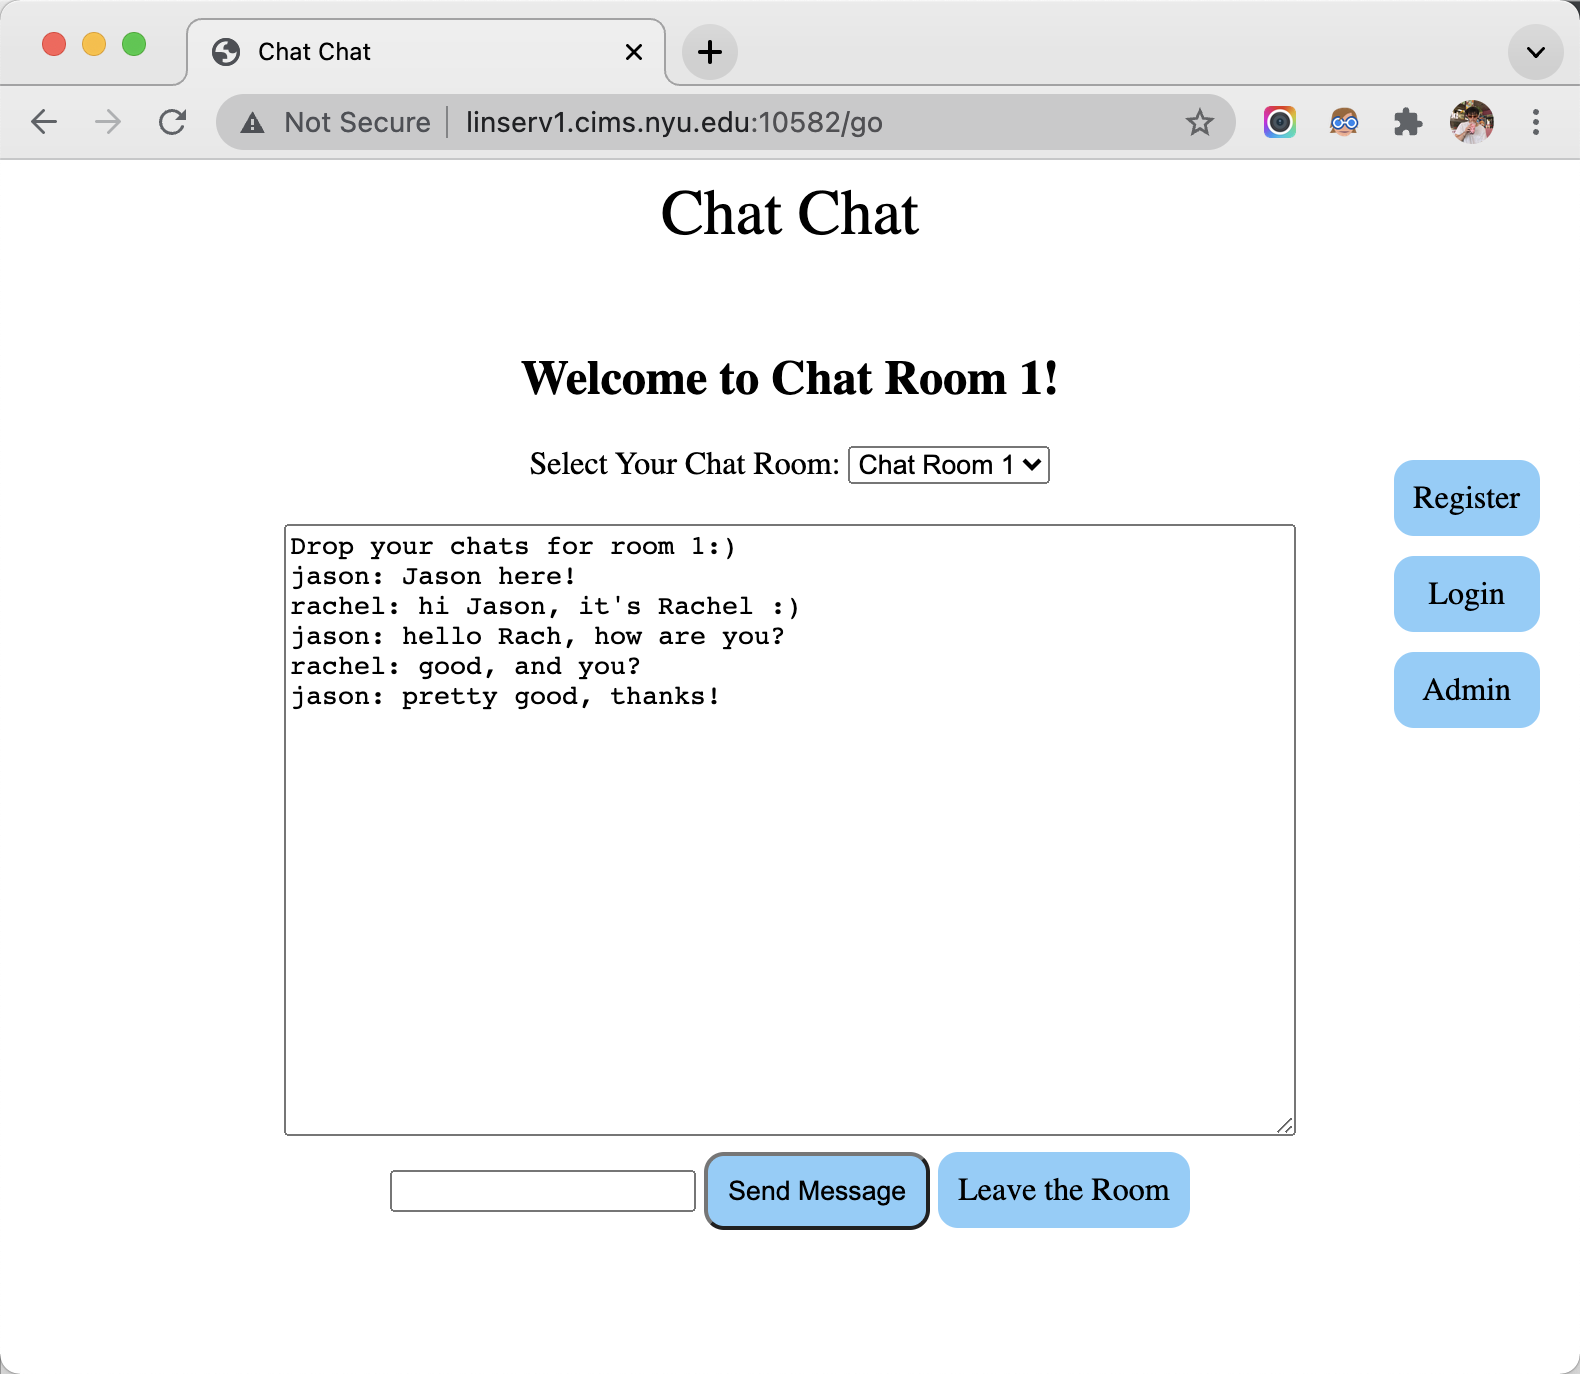 Chat Chat
Not Secure
linserv1.cims.nyu.edu:10582/go
Chat Chat
Welcome to Chat Room 1!
Select Your Chat Room: Chat Room 1
Drop your chats for room 1:)
jason: Jason here!
rachel: hi Jason, it's Rachel :)
jason: hello Rach, how are you?
rachel: good, and you?
jason: pretty good, thanks!
Register
Login
Admin
Send Message
Leave the Room